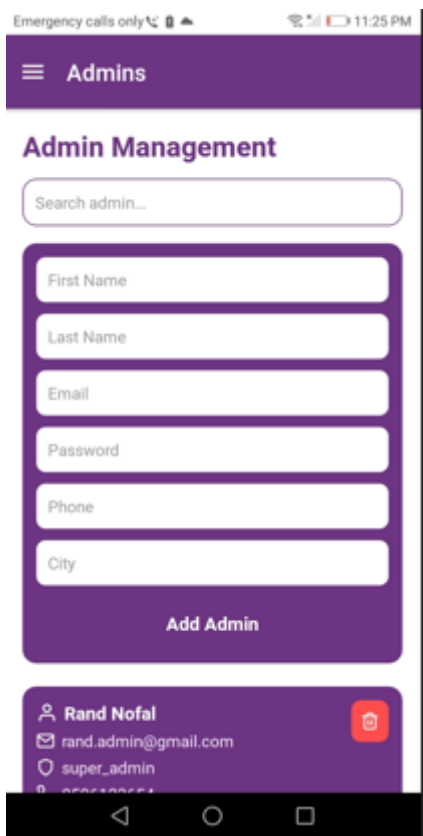 Emergency calls only 11:25 PM
Admins
Admin Management
Search admin...
First Name
Last Name
Email
Password
Phone
City
Add Admin
Rand Nofal
rand.admin@gmail.com
super_admin